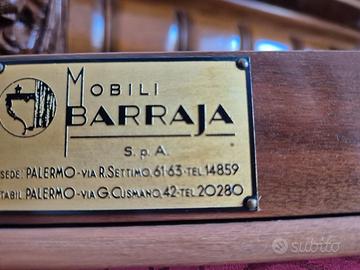 MOBILI
BARRAJA
S.p.A.
SEDE: PALERMO - VIA R. SETTIMO, 61-63 - TEL. 14859
STABIL PALERMO - VIA G. CUSMANO, 42 - TEL. 20280
subito